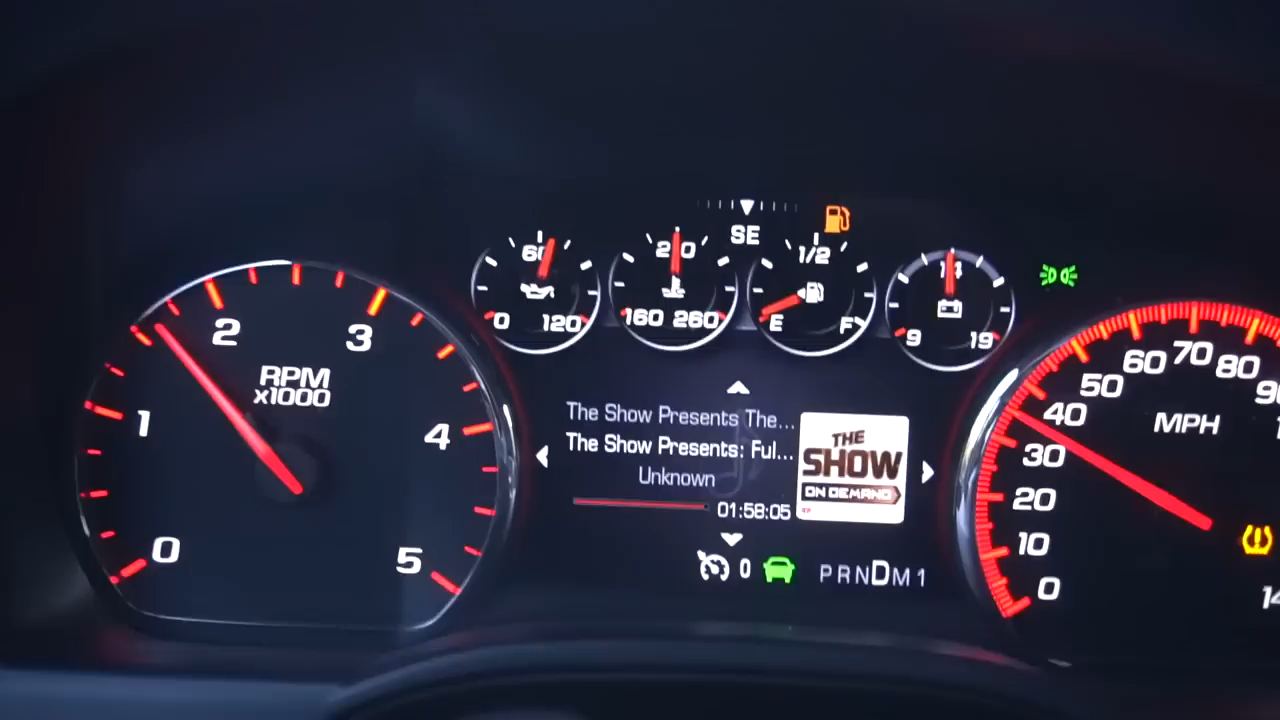 0
1
2
3
4
5
RPM
x1000
60
0 120
210
160 260
SE
1/2
E F
14
9 19
The Show Presents The...
The Show Presents: Ful...
Unknown
01:58:05
THE
SHOW
ON DEMAND
0
PRNDM1
0
10
20
30
40
50
60
70
80
MPH